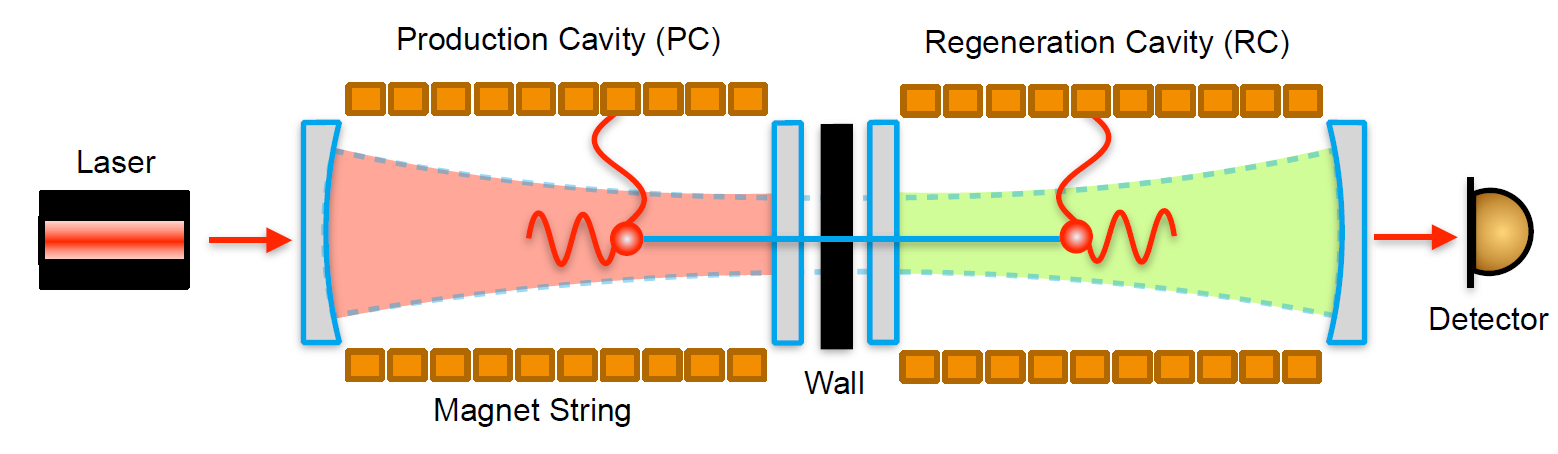 Production Cavity (PC)
Regeneration Cavity (RC)
Laser
Detector
Wall
Magnet String